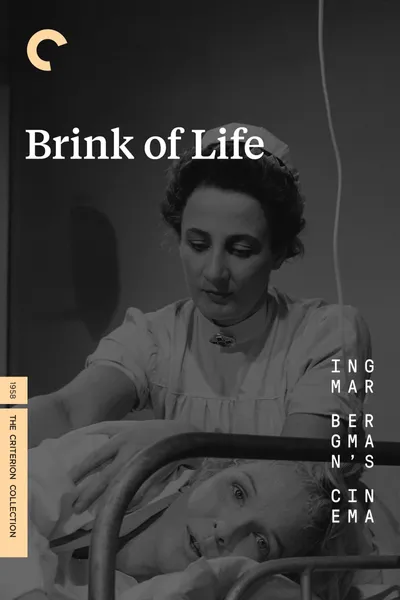 Brink of Life
ING
MAR
BER
GMA
N'S
CIN
EMA
1958
THE CRITERION COLLECTION